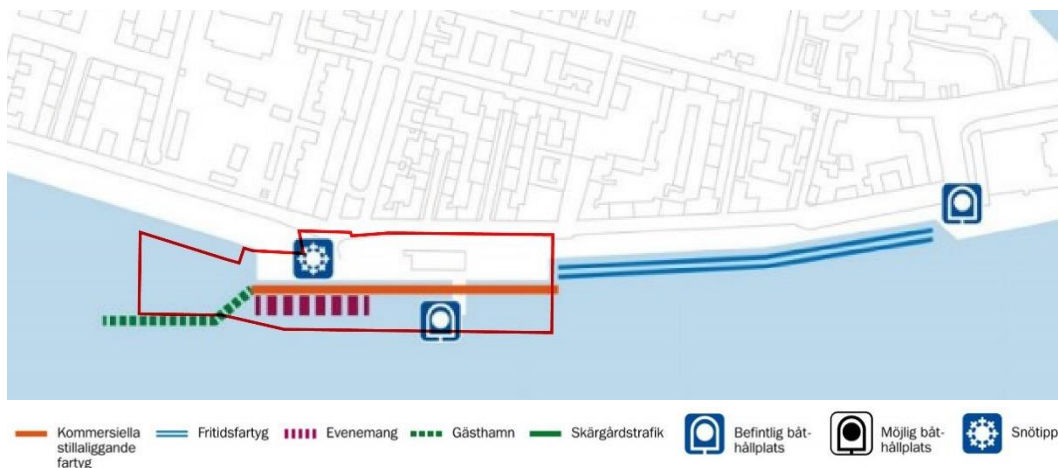 Kommersiella
stillaliggande
fartyg
Fritidsfartyg
Evenemang
Gästhamn
Skärgårdstrafik
Befintlig båt-
hållplats
Möjlig båt-
hållplats
Snötipp